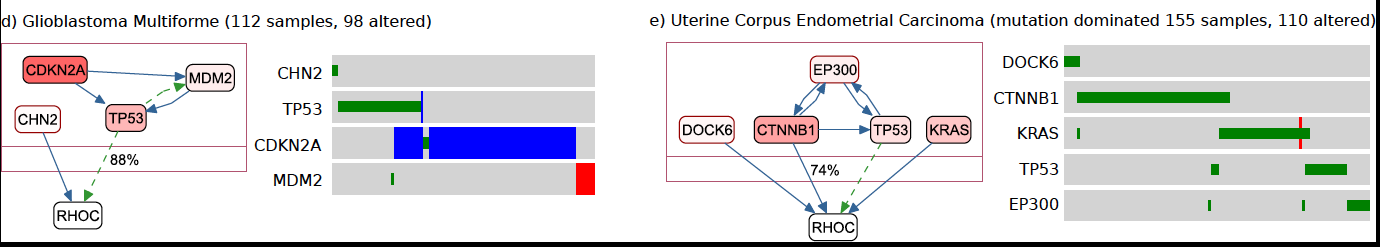 d) Glioblastoma Multiforme (112 samples, 98 altered)
CDKN2A
MDM2
CHN2
TP53
88%
RHOC
CHN2
TP53
CDKN2A
MDM2
e) Uterine Corpus Endometrial Carcinoma (mutation dominated 155 samples, 110 altered)
EP300
DOCK6
CTNNB1
TP53
KRAS
74%
RHOC
DOCK6
CTNNB1
KRAS
TP53
EP300